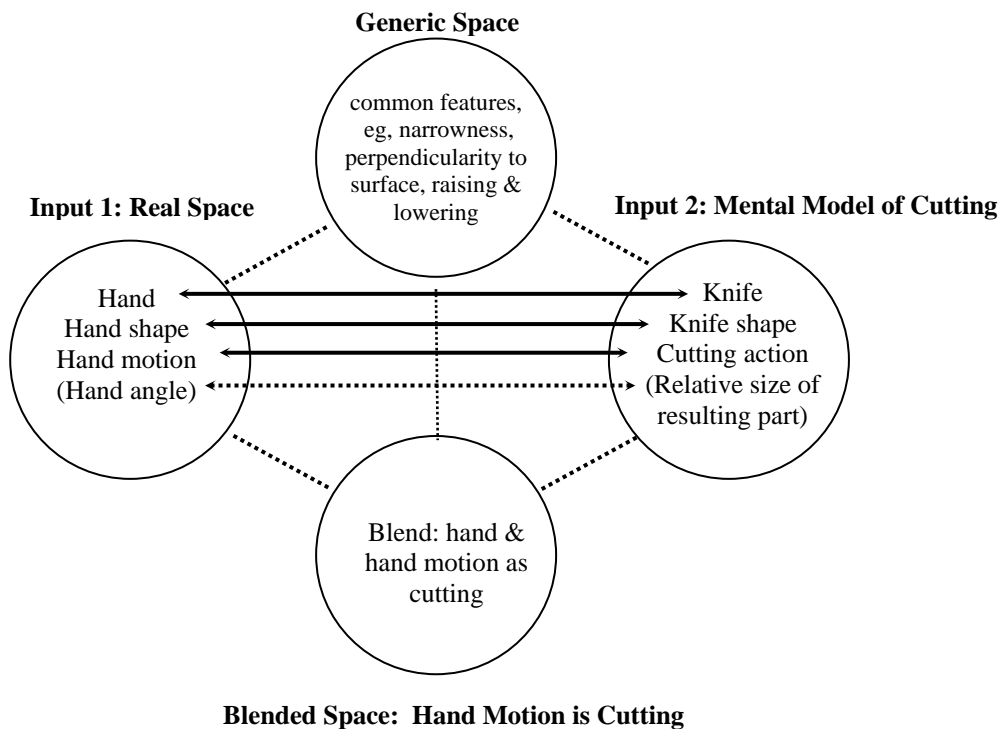 Generic Space
common features,
eg, narrowness,
perpendicularity to
surface, raising &
lowering
Input 1: Real Space
Input 2: Mental Model of Cutting
Hand
Hand shape
Hand motion
(Hand angle)
Knife
Knife shape
Cutting action
(Relative size of
resulting part)
Blend: hand &
hand motion as
cutting
Blended Space: Hand Motion is Cutting